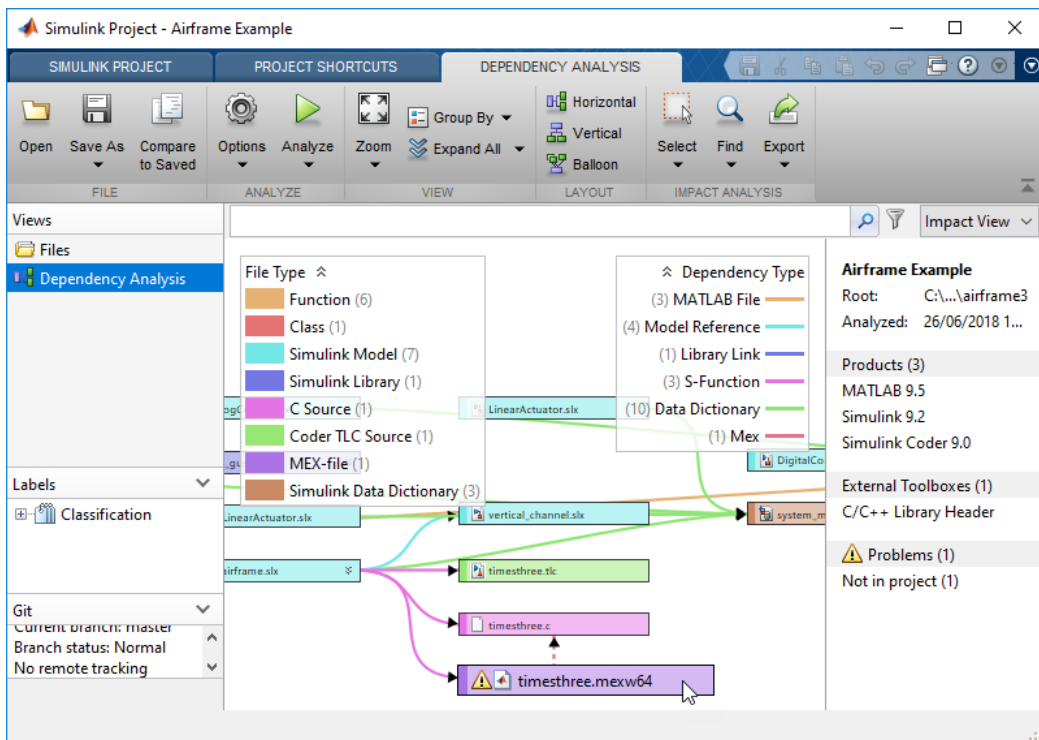 Simulink Project - Airframe Example
SIMULINK PROJECT
PROJECT SHORTCUTS
DEPENDENCY ANALYSIS
Open
Save As
Compare
to Saved
Options
Analyze
Zoom
Group By
Expand All
Horizontal
Vertical
Balloon
Select
Find
Export
FILE
ANALYZE
VIEW
LAYOUT
IMPACT ANALYSIS
Views
Files
Dependency Analysis
Labels
Classification
Git
Current branch: master
Branch status: Normal
No remote tracking
Impact View
File Type
Function (6)
Class (1)
Simulink Model (7)
Simulink Library (1)
C Source (1)
Coder TLC Source (1)
MEX-file (1)
Simulink Data Dictionary (3)
Dependency Type
(3) MATLAB File
(4) Model Reference
(1) Library Link
(3) S-Function
(10) Data Dictionary
(1) Mex
LinearActuator.slx
DigitalCo
LinearActuator.slx
vertical_channel.slx
system_m
airframe.slx
timesthree.tlc
timesthree.c
timesthree.mexw64
Airframe Example
Root: C:\...\airframe3
Analyzed: 26/06/2018 1...
Products (3)
MATLAB 9.5
Simulink 9.2
Simulink Coder 9.0
External Toolboxes (1)
C/C++ Library Header
Problems (1)
Not in project (1)